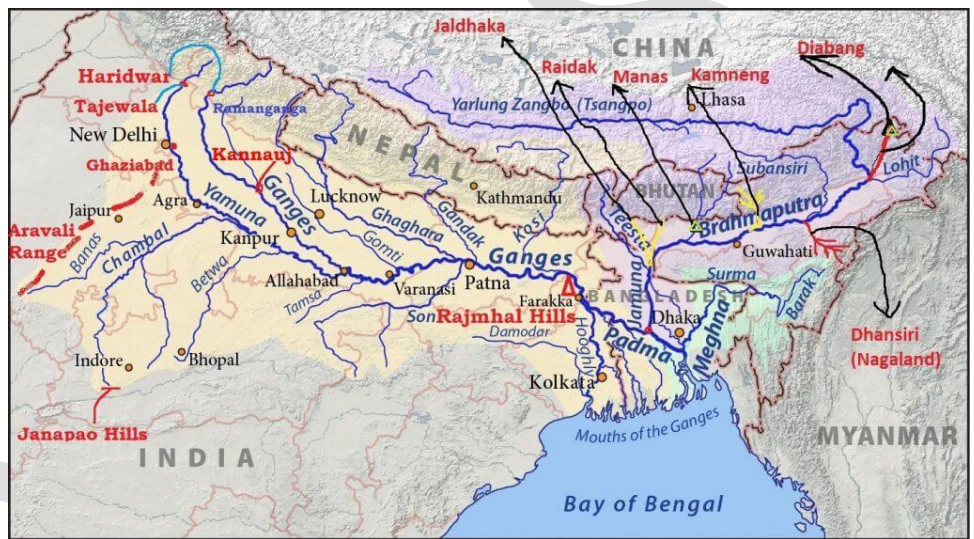 Jaldhaka
CHINA
Diabang
Raidak
Manas
Kamneng
Haridwar
Tajewala
Ramanganga
Yarlung Zangbo (Tsangpo)
Lhasa
New Delhi
NEPAL
Ghaziabad
Kannauj
Subansiri
Lohit
Kathmandu
BHUTAN
Jaipur
Agra
Yamuna
Ganges
Lucknow
Ghaghara
Gandak
Kosi
Teesia
Brahmaputra
Aravali
Range
Banas
Chambal
Kanpur
Gomti
Guwahati
Betwa
Ganges
Allahabad
Varanasi
Patna
Surma
Tamsa
Farakka
BANGLADESH
Jamuna
Barak
Son
Rajmhal Hills
Dhaka
Damodar
Hooghly
Padma
Meghna
Dhansiri
(Nagaland)
Indore
Bhopal
Kolkata
Janapao Hills
Mouths of the Ganges
INDIA
MYANMAR
Bay of Bengal